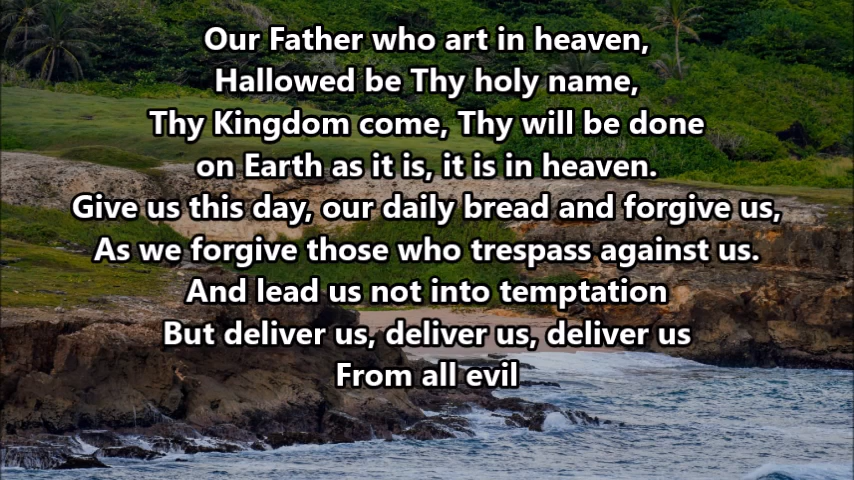 Our Father who art in heaven,
Hallowed be Thy holy name,
Thy Kingdom come, Thy will be done
on Earth as it is, it is in heaven.
Give us this day, our daily bread and forgive us,
As we forgive those who trespass against us.
And lead us not into temptation
But deliver us, deliver us, deliver us
From all evil